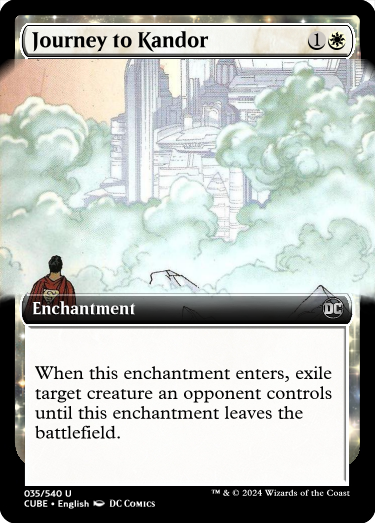 Journey to Kandor 1
Enchantment DC
When this enchantment enters, exile
target creature an opponent controls
until this enchantment leaves the
battlefield.
035/540 U ™ & © 2024 Wizards of the Coast
CUBE • English DC COMICS